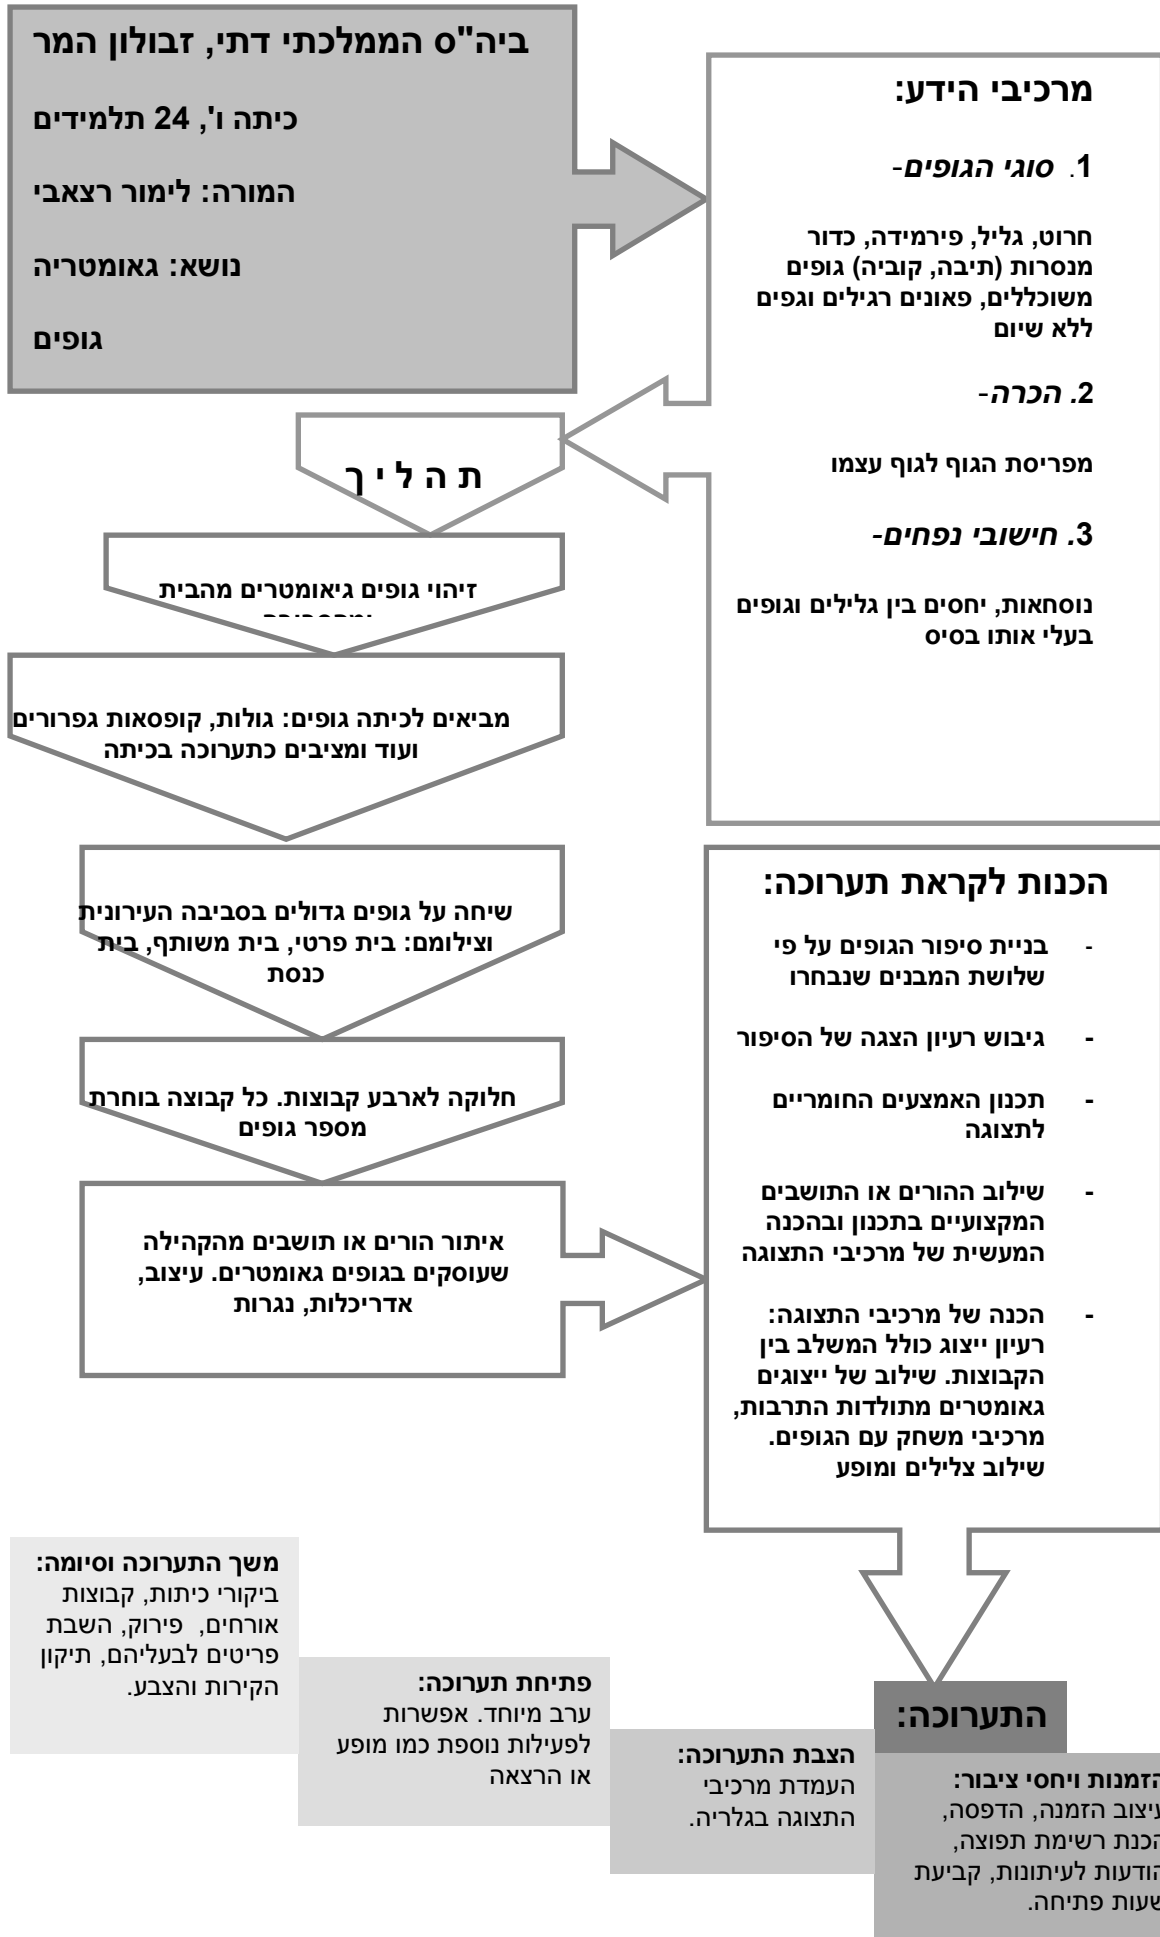 ביה"ס הממלכתי דתי, זבולון המר
כיתה ו', 24 תלמידים
המורה: לימור רצאבי
נושא: גאומטריה
גופים
מרכיבי הידע:
1. סוגי הגופים-
חרוט, גליל, פירמידה, כדור
מנסרות (תיבה, קוביה) גופים
משוכללים, פאונים רגילים וגפים
ללא שיום
2. הכרה-
מפריסת הגוף לגוף עצמו
3. חישובי נפחים-
נוסחאות, יחסים בין גלילים וגופים
בעלי אותו בסיס
ת ה ל י ך
זיהוי גופים גיאומטרים מהבית
מביאים לכיתה גופים: גולות, קופסאות גפרורים
ועוד ומציבים כתערוכה בכיתה
שיחה על גופים גדולים בסביבה העירונית
וצילומם: בית פרטי, בית משותף, בית
כנסת
חלוקה לארבע קבוצות. כל קבוצה בוחרת
מספר גופים
איתור הורים או תושבים מהקהילה
שעוסקים בגופים גאומטרים. עיצוב,
אדריכלות, נגרות
הכנות לקראת תערוכה:
- בניית סיפור הגופים על פי
שלושת המבנים שנבחרו
- גיבוש רעיון הצגה של הסיפור
- תכנון האמצעים החומריים
לתצוגה
- שילוב ההורים או התושבים
המקצועיים בתכנון ובהכנה
המעשית של מרכיבי התצוגה
- הכנה של מרכיבי התצוגה:
רעיון ייצוג כולל המשלב בין
הקבוצות. שילוב של ייצוגים
גאומטרים מתולדות התרבות,
מרכיבי משחק עם הגופים.
שילוב צלילים ומופע
התערוכה:
הזמנות ויחסי ציבור:
עיצוב הזמנה, הדפסה,
הכנת רשימת תפוצה,
הודעות לעיתונות, קביעת
שעות פתיחה.
הצבת התערוכה:
העמדת מרכיבי
התצוגה בגלריה.
פתיחת תערוכה:
ערב מיוחד. אפשרות
לפעילות נוספת כמו מופע
או הרצאה
משך התערוכה וסיומה:
ביקורי כיתות, קבוצות
אורחים, פירוק, השבת
פריטים לבעליהם, תיקון
הקירות והצבע.